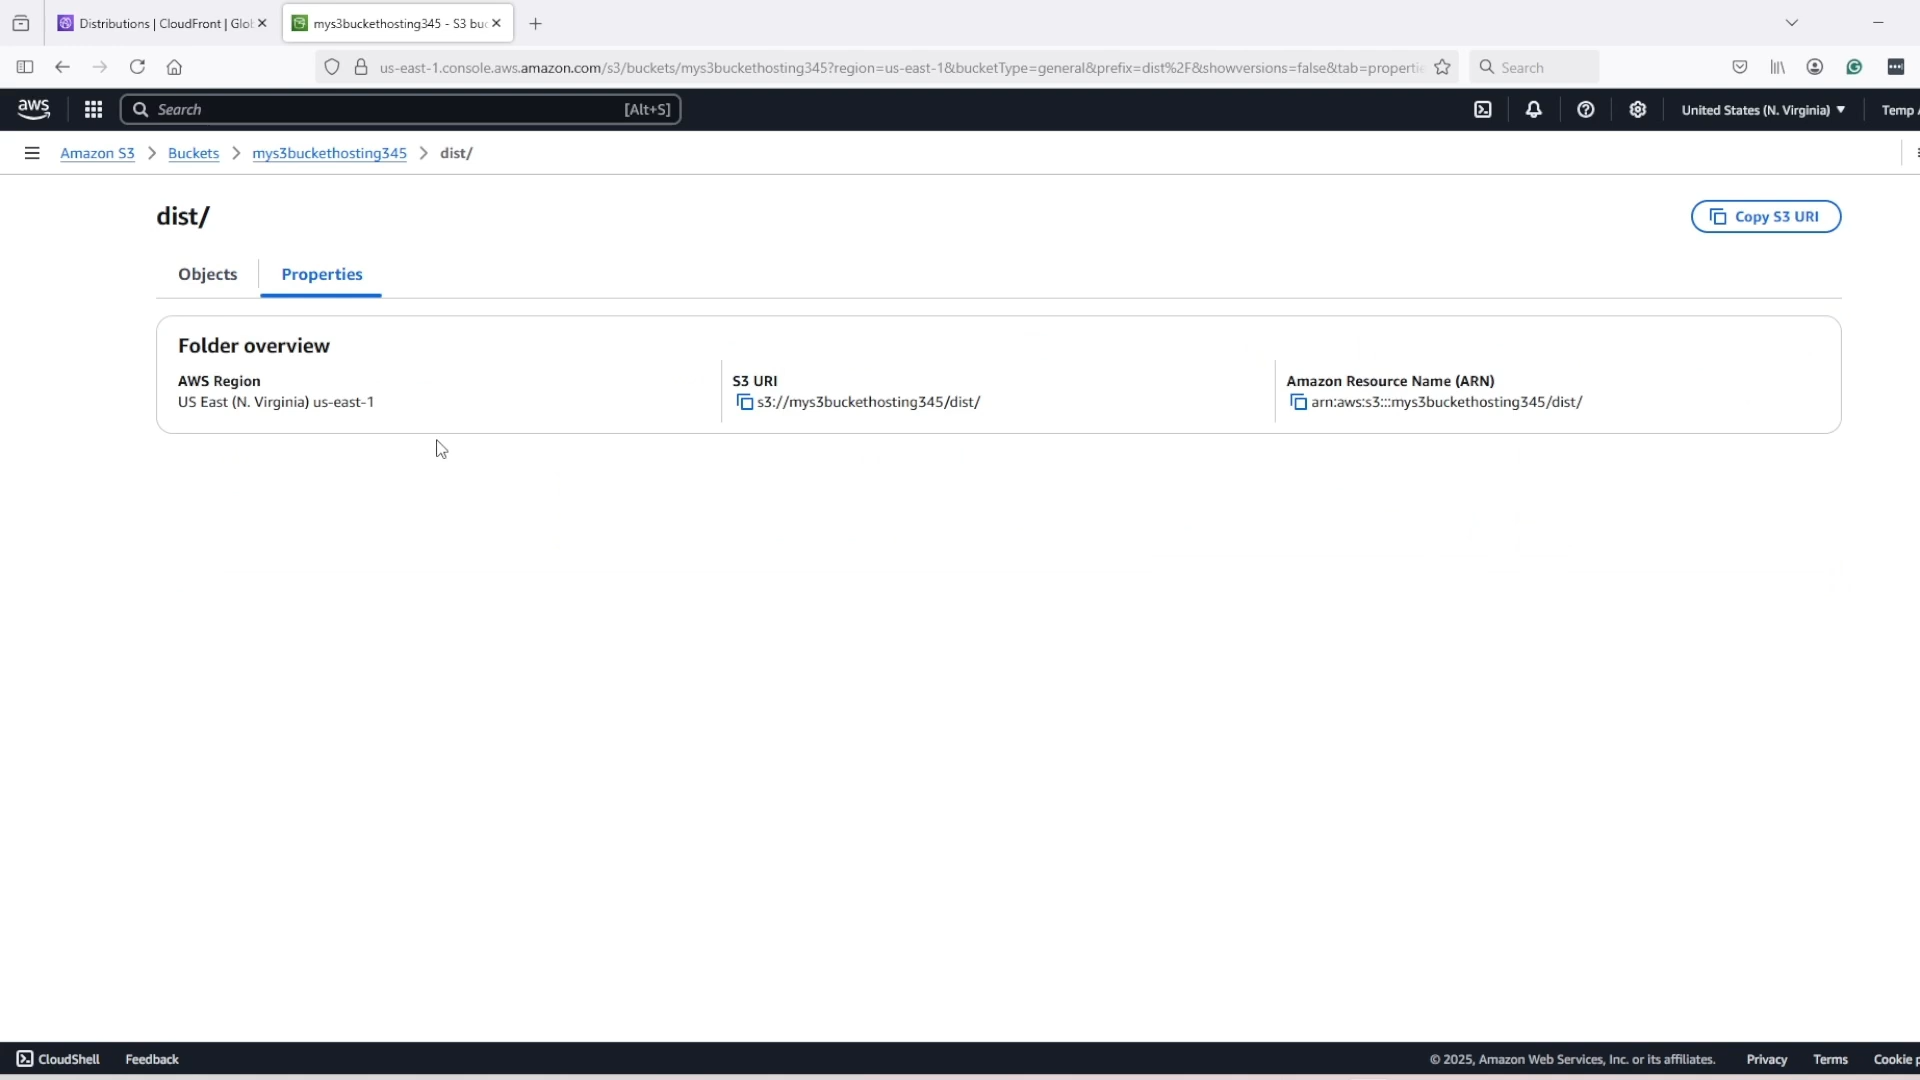 Distributions | CloudFront | Glo
mys3buckethosting345 - S3 buc
us-east-1.console.aws.amazon.com/s3/buckets/mys3buckethosting345?region=us-east-1&bucketType=general&prefix=dist%2F&showversions=false&tab=properti
Search
aws
Search
[Alt+S]
United States (N. Virginia)
Temp
Amazon S3
Buckets
mys3buckethosting345
dist/
dist/
Copy S3 URI
Objects
Properties
Folder overview
AWS Region
US East (N. Virginia) us-east-1
S3 URI
s3://mys3buckethosting345/dist/
Amazon Resource Name (ARN)
arn:aws:s3:::mys3buckethosting345/dist/
CloudShell
Feedback
© 2025, Amazon Web Services, Inc. or its affiliates.
Privacy
Terms
Cookie p